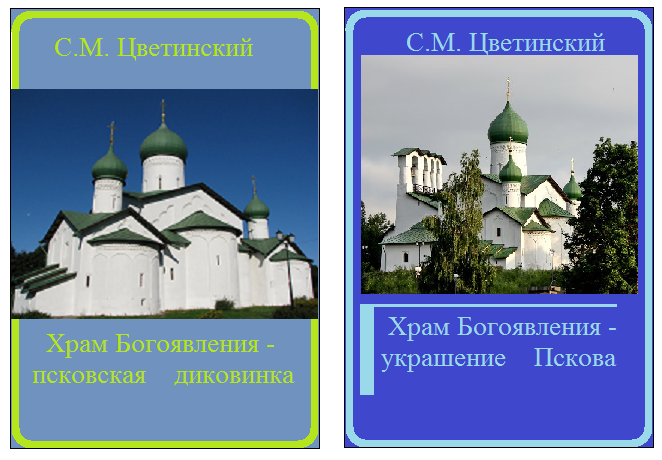 С.М. Цветинский
Храм Богоявления -
псковская диковинка
С.М. Цветинский
Храм Богоявления -
украшение Пскова